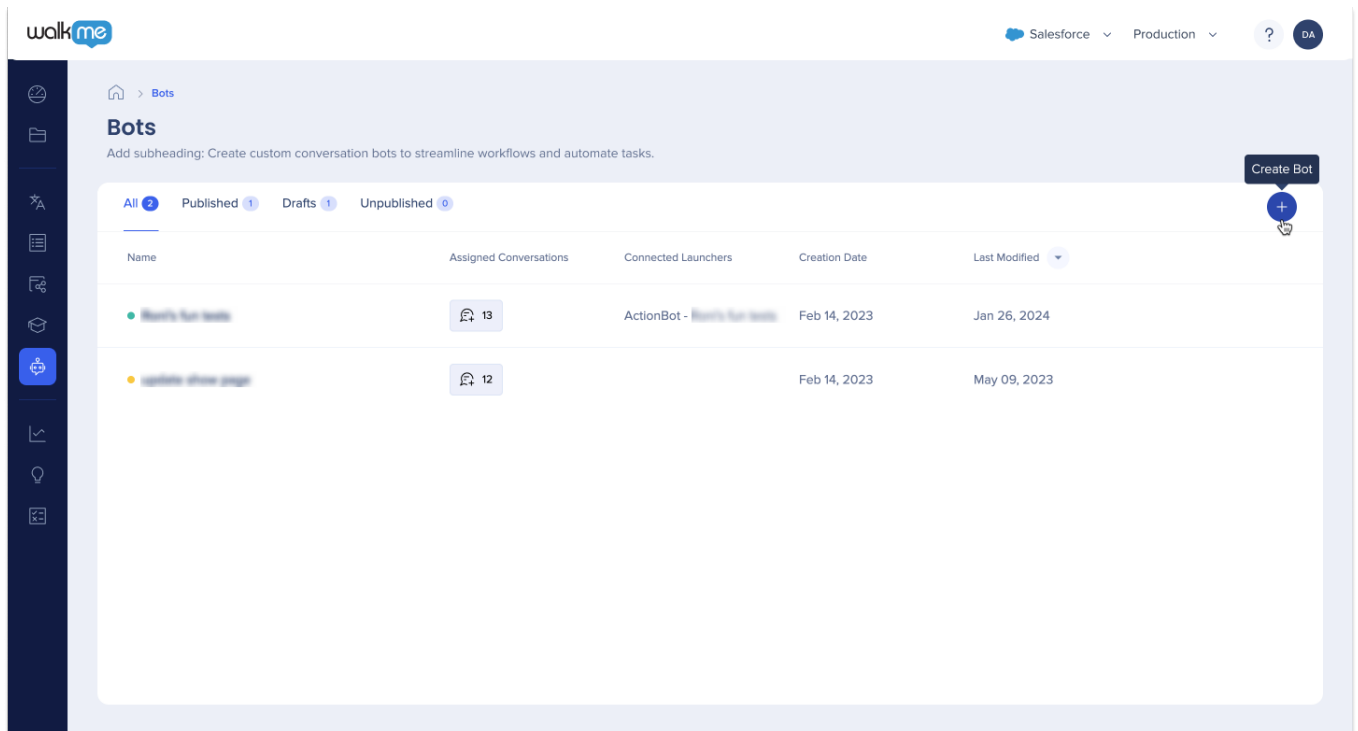 walkme
Salesforce Production ? DA
Bots
Bots
Add subheading: Create custom conversation bots to streamline workflows and automate tasks.
Create Bot
All 2 Published 1 Drafts 1 Unpublished 0
Name Assigned Conversations Connected Launchers Creation Date Last Modified
13 ActionBot - Feb 14, 2023 Jan 26, 2024
12 Feb 14, 2023 May 09, 2023